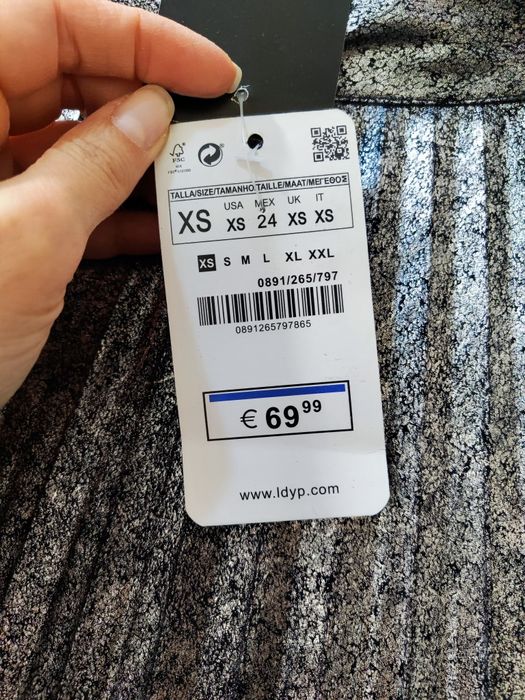 FSC
TALLA/SIZE/TAMANHO/TAILLE/MAAT/ΜΕΓΕΘΟΣ
USA MEX UK IT
XS XS 24 XS XS
XS S M L XL XXL
0891/265/797
0891265797865
€ 69 99
www.ldyp.com